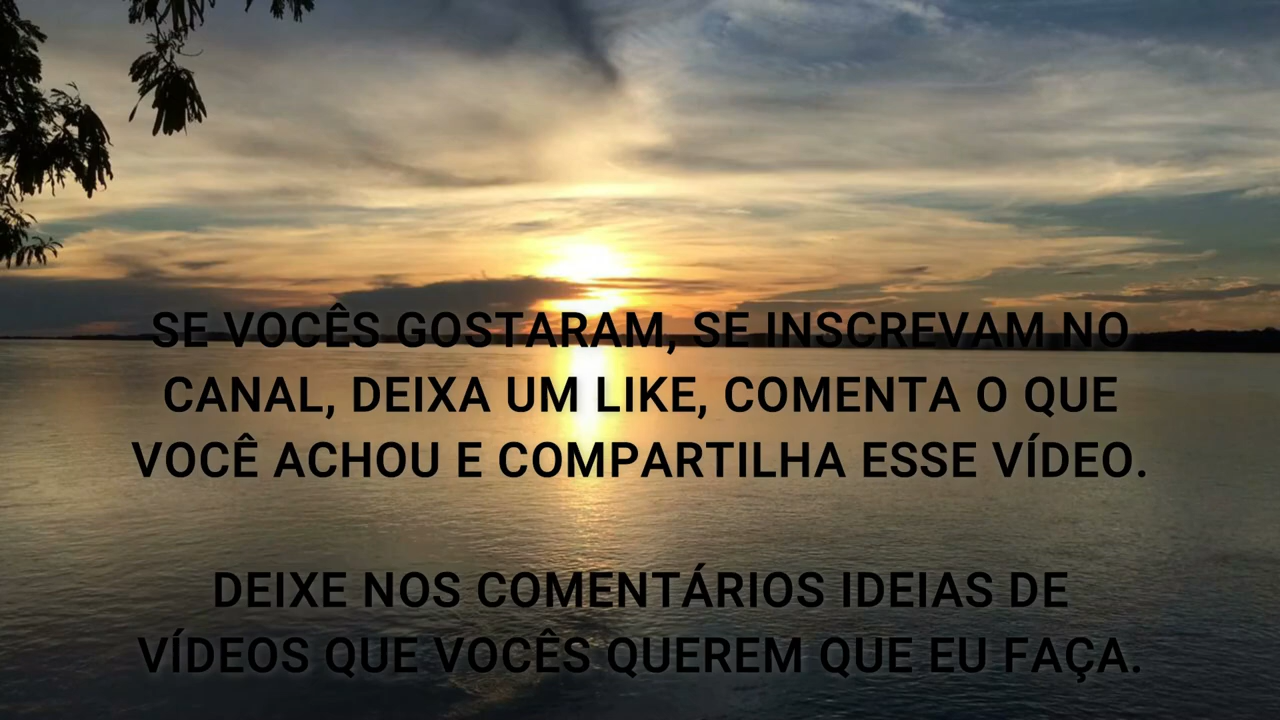 SE VOCÊS GOSTARAM, SE INSCREVAM NO
CANAL, DEIXA UM LIKE, COMENTA O QUE
VOCÊ ACHOU E COMPARTILHA ESSE VÍDEO.
DEIXE NOS COMENTÁRIOS IDEIAS DE
VÍDEOS QUE VOCÊS QUEREM QUE EU FAÇA.